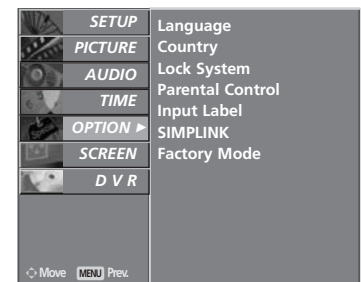 SETUP
PICTURE
AUDIO
TIME
OPTION ►
SCREEN
D V R
Language
Country
Lock System
Parental Control
Input Label
SIMPLINK
Factory Mode
Move MENU Prev.